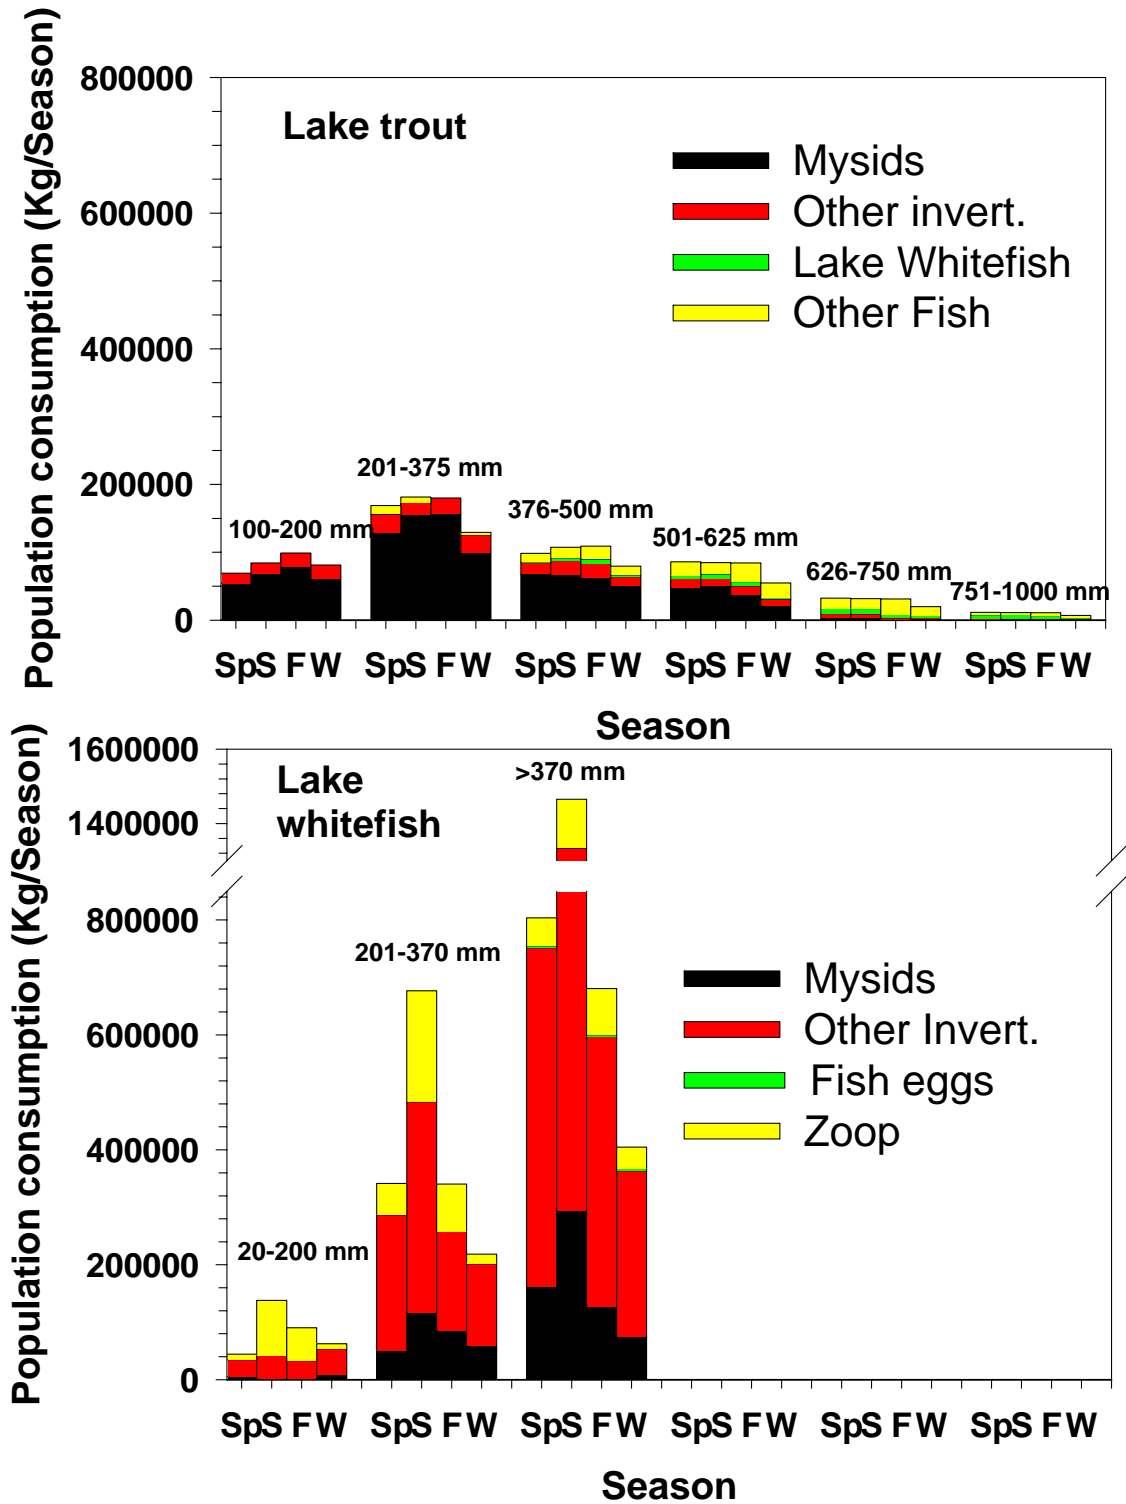 Population consumption (Kg/Season)
800000
600000
400000
200000
0
Lake trout
Mysids
Other invert.
Lake Whitefish
Other Fish
100-200 mm
201-375 mm
376-500 mm
501-625 mm
626-750 mm
751-1000 mm
SpS F W SpS F W SpS F W SpS F W SpS F W SpS F W
Season
Population consumption (Kg/Season)
1600000
1400000
800000
600000
400000
200000
0
Lake
whitefish
20-200 mm
201-370 mm
>370 mm
Mysids
Other Invert.
Fish eggs
Zoop
SpS F W SpS F W SpS F W SpS F W SpS F W SpS F W
Season